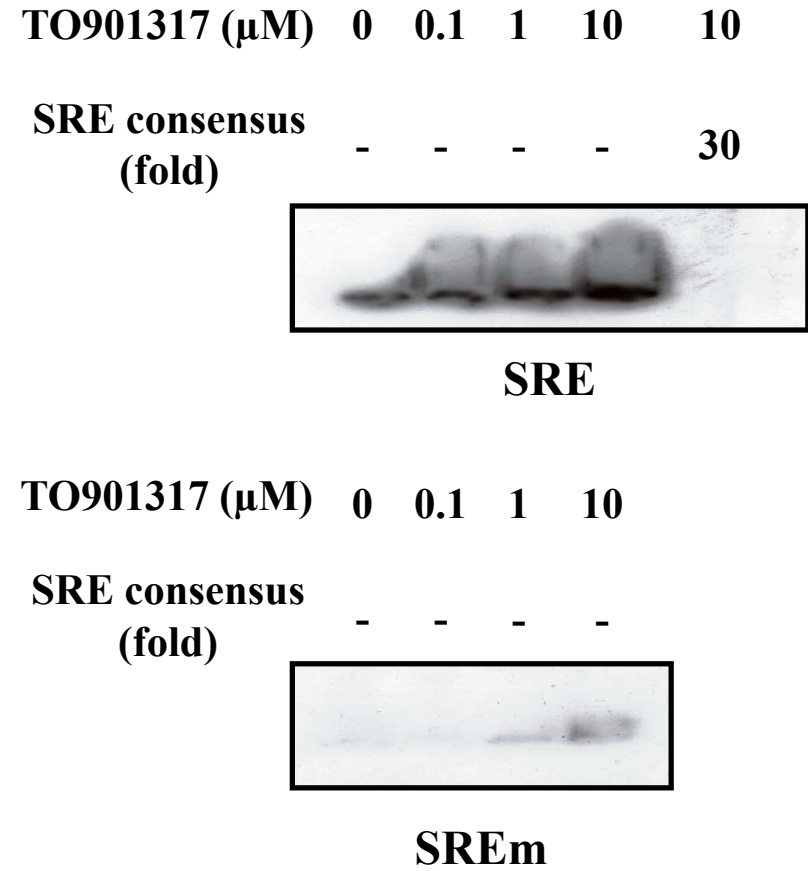 TO901317 (µM) 0 0.1 1 10 10
SRE consensus
(fold) - - - - 30
SRE
TO901317 (µM) 0 0.1 1 10
SRE consensus
(fold) - - - -
SREm